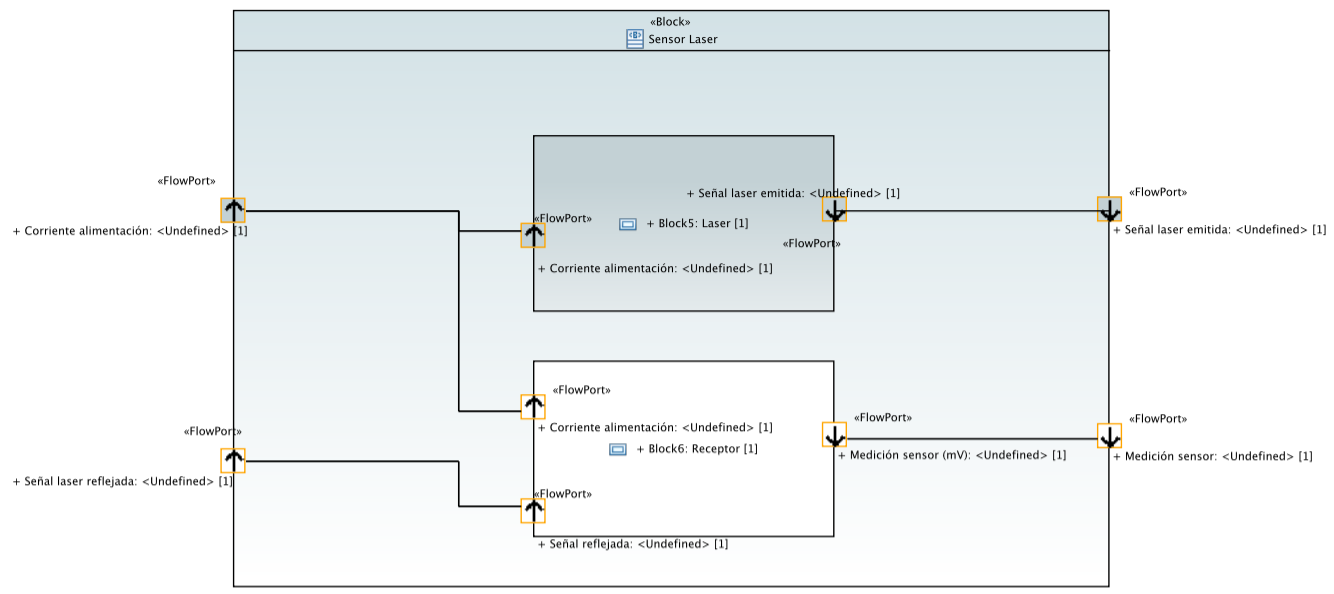 «Block»
Sensor Laser
«FlowPort»
+ Corriente alimentación: <Undefined> [1]
+ Señal laser emitida: <Undefined> [1]
«FlowPort»
+ Block5: Laser [1]
«FlowPort»
+ Corriente alimentación: <Undefined> [1]
«FlowPort»
+ Señal laser emitida: <Undefined> [1]
«FlowPort»
+ Señal laser reflejada: <Undefined> [1]
«FlowPort»
+ Corriente alimentación: <Undefined> [1]
+ Block6: Receptor [1]
«FlowPort»
+ Señal reflejada: <Undefined> [1]
«FlowPort»
+ Medición sensor (mV): <Undefined> [1]
«FlowPort»
+ Medición sensor: <Undefined> [1]